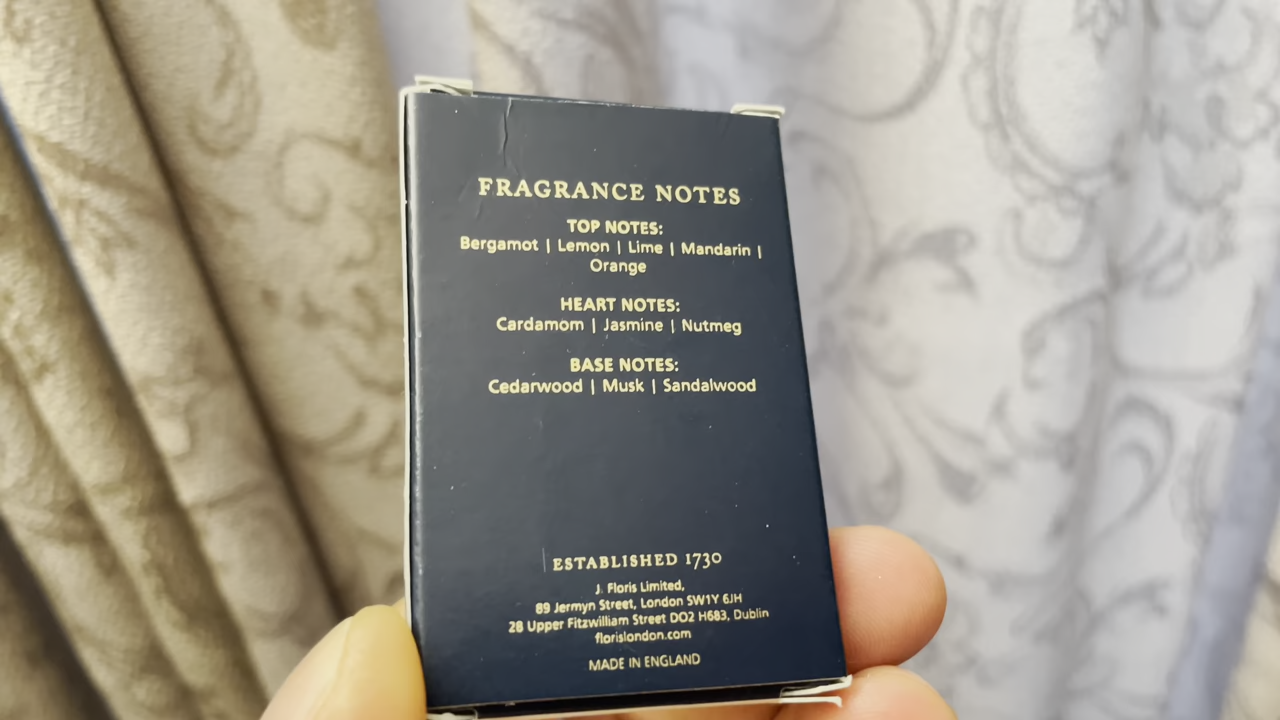 FRAGRANCE NOTES
TOP NOTES:
Bergamot | Lemon | Lime | Mandarin |
Orange
HEART NOTES:
Cardamom | Jasmine | Nutmeg
BASE NOTES:
Cedarwood | Musk | Sandalwood
ESTABLISHED 1730
J. Floris Limited,
89 Jermyn Street, London SW1Y 6JH
28 Upper Fitzwilliam Street DO2 H683, Dublin
florislondon.com
MADE IN ENGLAND